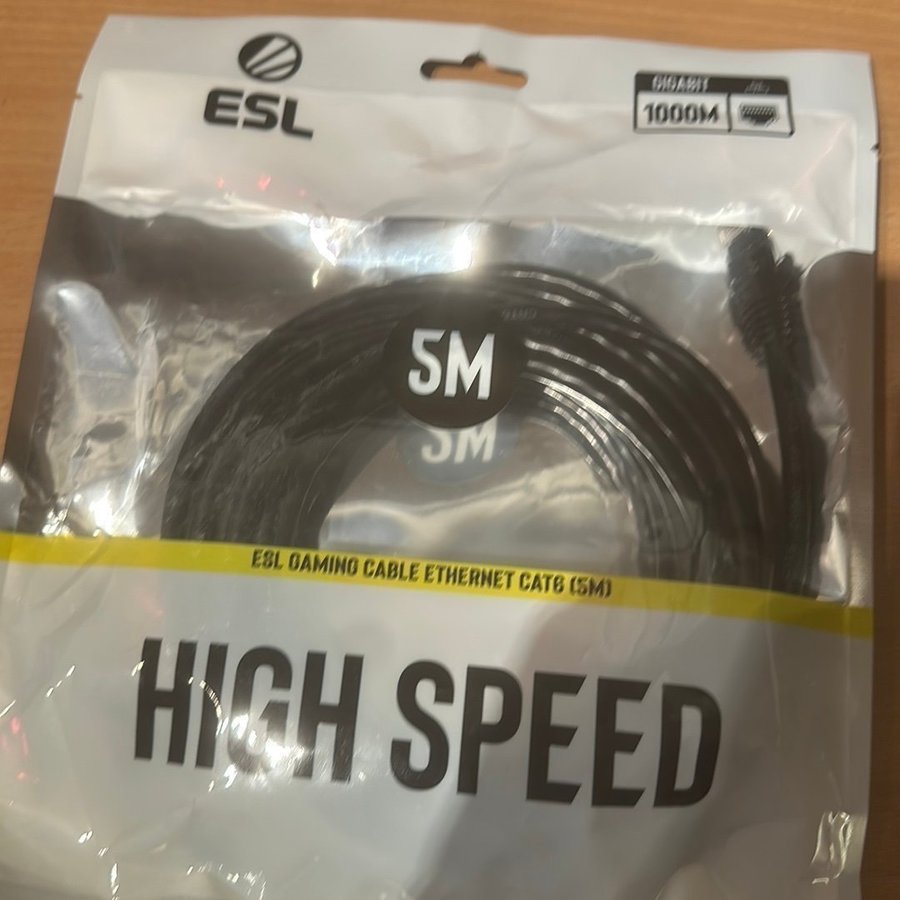 ESL
GIGABIT
1000M
5M
5M
ESL GAMING CABLE ETHERNET CAT6 (5M)
HIGH SPEED